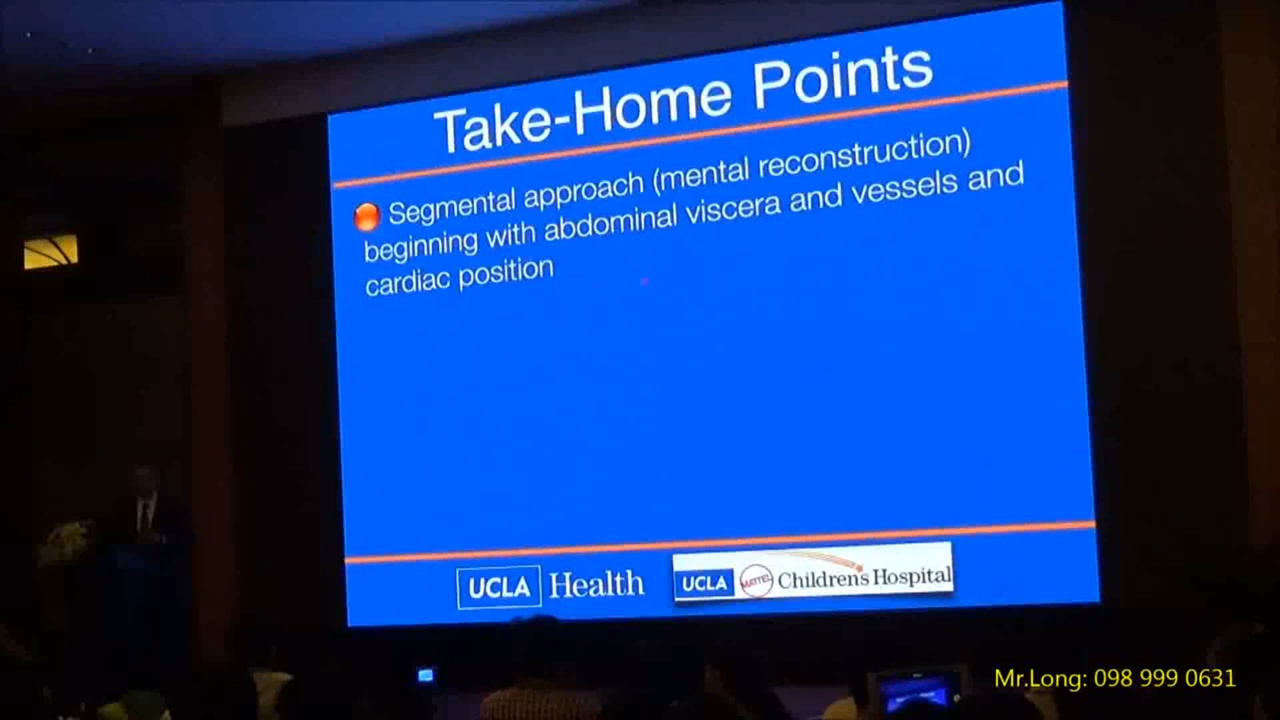 Take-Home Points
Segmental approach (mental reconstruction)
beginning with abdominal viscera and vessels and
cardiac position
UCLA Health
UCLA MATTEL Children's Hospital
Mr.Long: 098 999 0631